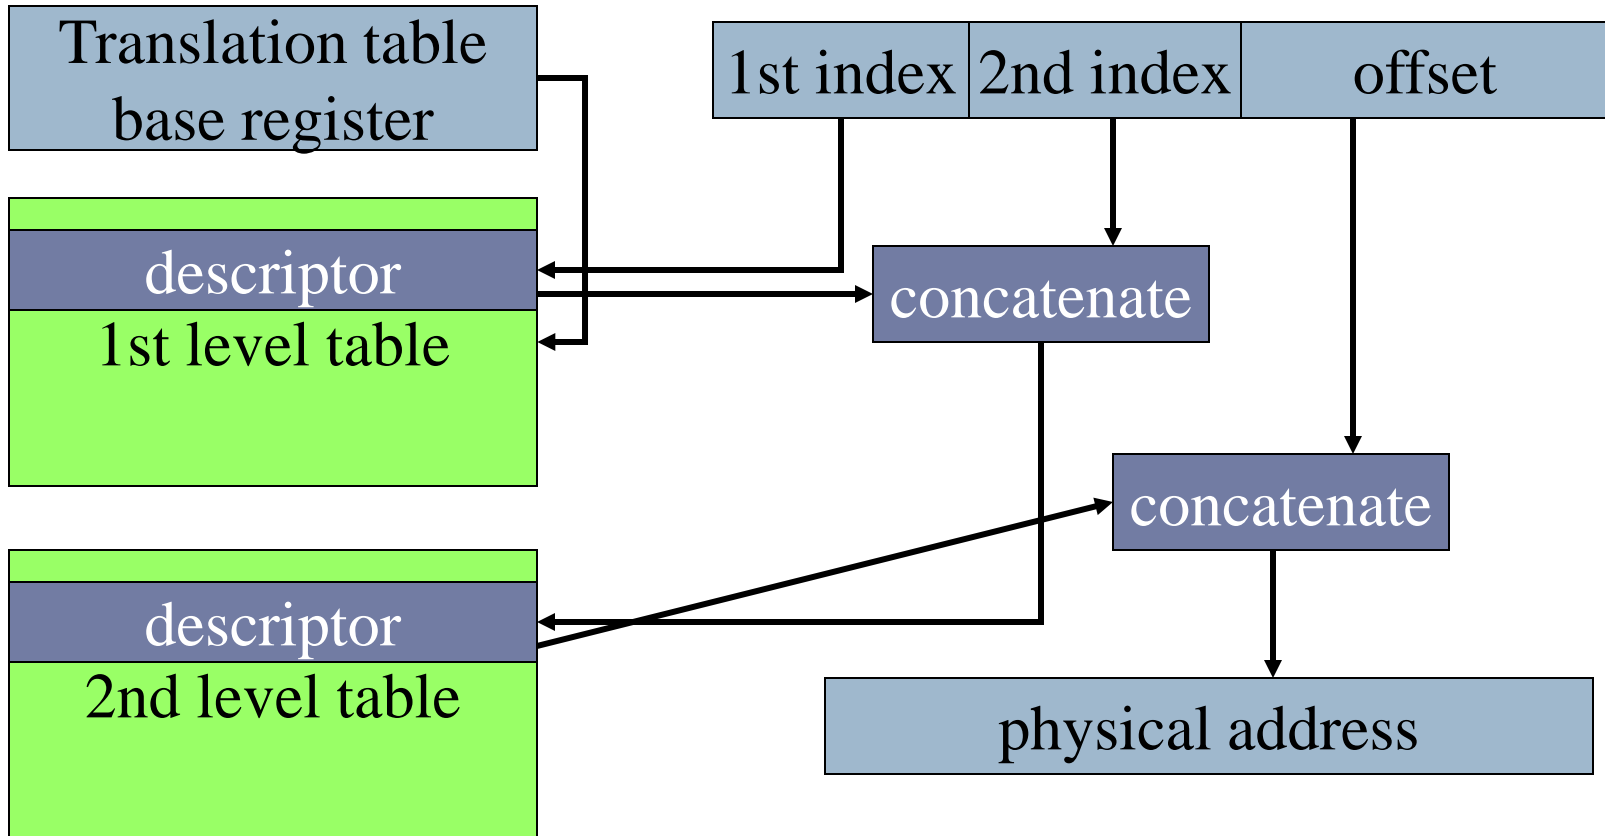 Translation table
base register
1st index
2nd index
offset
descriptor
concatenate
1st level table
concatenate
descriptor
2nd level table
physical address